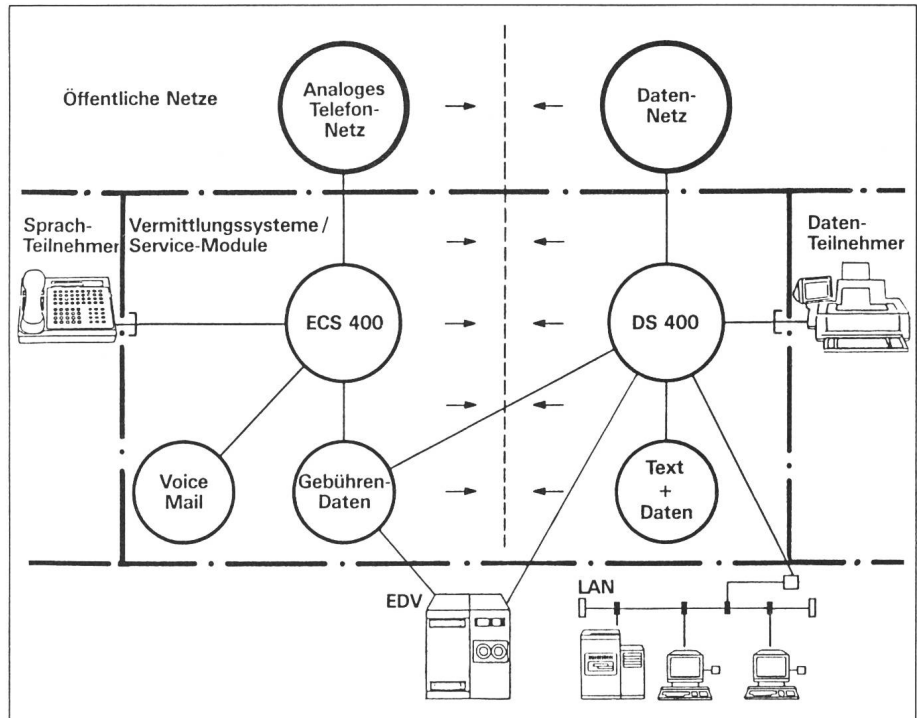 Öffentliche Netze
Analoges
Telefon-
Netz
Daten-
Netz
Sprach-
Teilnehmer
Vermittlungssysteme/
Service-Module
Daten-
Teilnehmer
ECS 400
DS 400
Voice
Mail
Gebühren-
Daten
Text
+
Daten
EDV
LAN